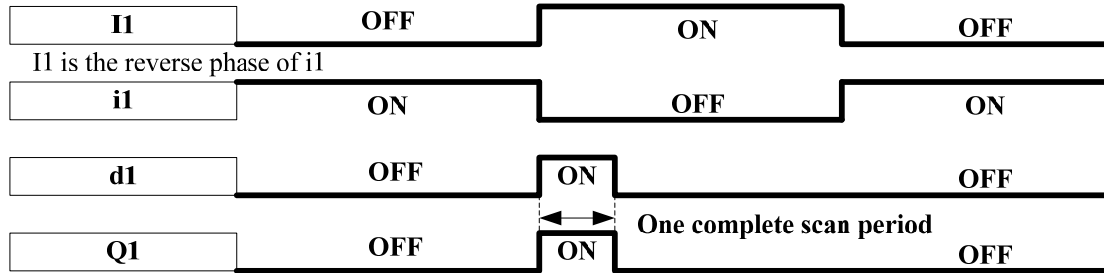 I1 OFF ON OFF
I1 is the reverse phase of i1
i1 ON OFF ON
d1 OFF ON OFF
One complete scan period
Q1 OFF ON OFF